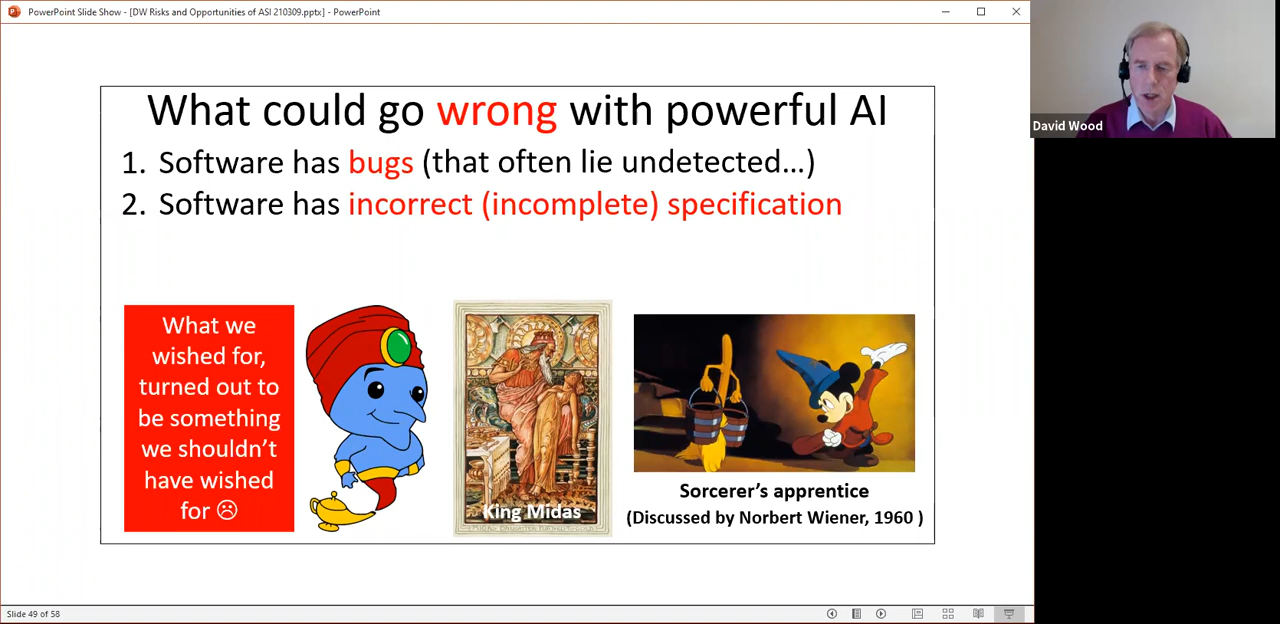 PowerPoint Slide Show - [DW Risks and Opportunities of ASI 210309.pptx] - PowerPoint
David Wood
What could go wrong with powerful AI
1. Software has bugs (that often lie undetected...)
2. Software has incorrect (incomplete) specification
What we
wished for,
turned out to
be something
we shouldn't
have wished
for ☹
King Midas
Sorcerer's apprentice
(Discussed by Norbert Wiener, 1960 )
Slide 49 of 58